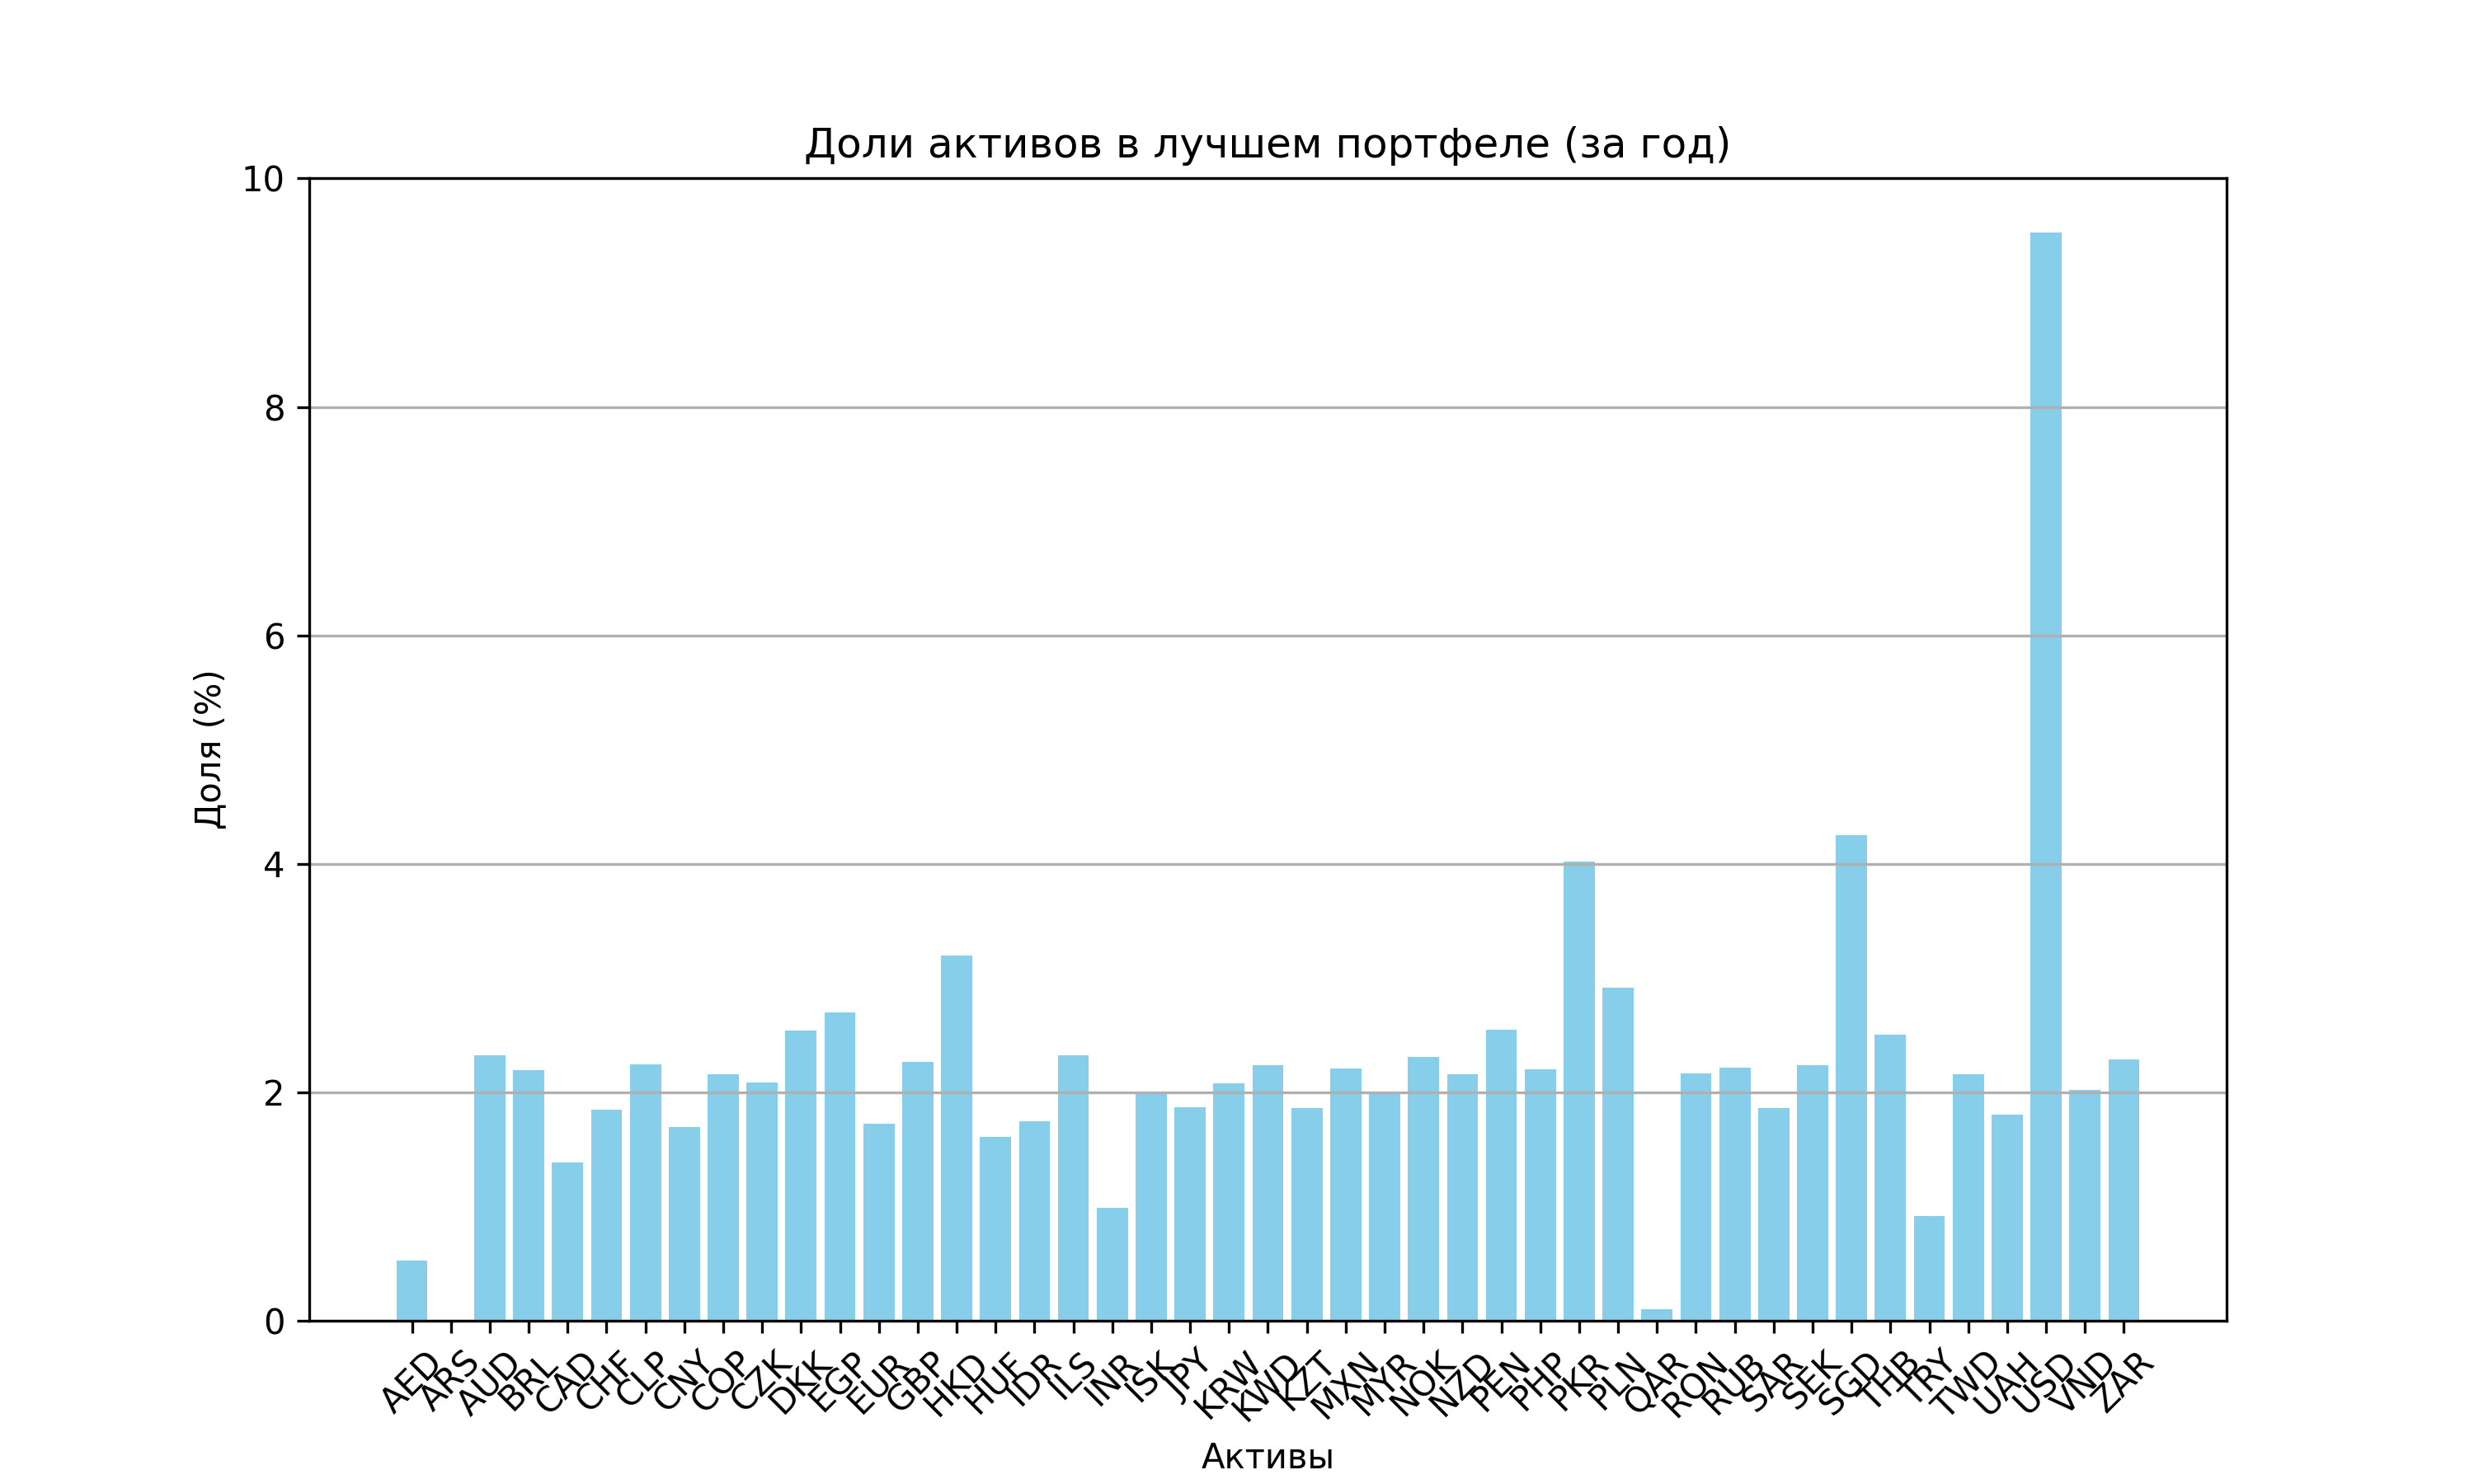 Доли активов в лучшем портфеле (за год)
10
8
6
4
2
0
Доля (%)
AED
ARS
AUD
BRL
CAD
CHF
CLP
CNY
COP
CZK
DKK
EGP
EUR
GBP
HKD
HUF
IDR
ILS
INR
ISK
JPY
KRW
KWD
KZT
MXN
MYR
NOK
NZD
PEN
PHP
PKR
PLN
QAR
RON
RUB
SAR
SEK
SGD
THB
TRY
TWD
UAH
USD
VND
ZAR
Активы